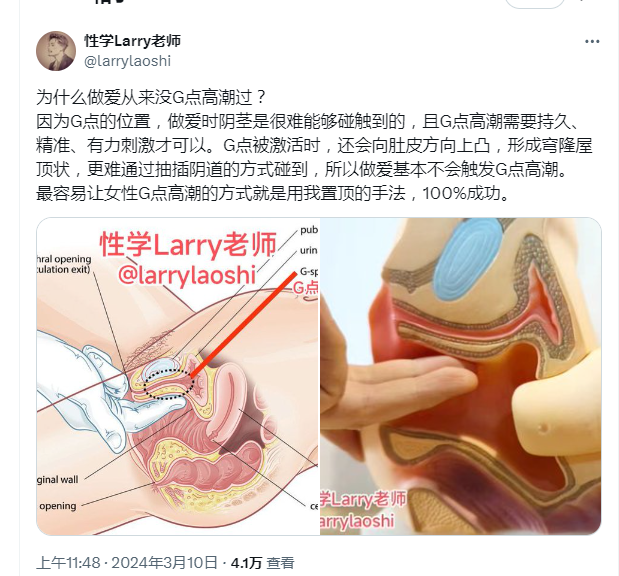 性学Larry老师
@larrylaoshi
为什么做爱从来没G点高潮过？
因为G点的位置，做爱时阴茎是很难能够碰触到的，且G点高潮需要持久、
精准、有力刺激才可以。G点被激活时，还会向肚皮方向上凸，形成穹隆屋
顶状，更难通过抽插阴道的方式碰到，所以做爱基本不会触发G点高潮。
最容易让女性G点高潮的方式就是用我置顶的手法，100%成功。
性学Larry老师
@larrylaoshi
pub
urin
G-sp
G点
hral opening
ulation exit)
ginal wall
opening
ce
学Larry老师
arrylaoshi
上午11:48 · 2024年3月10日 · 4.1万 查看